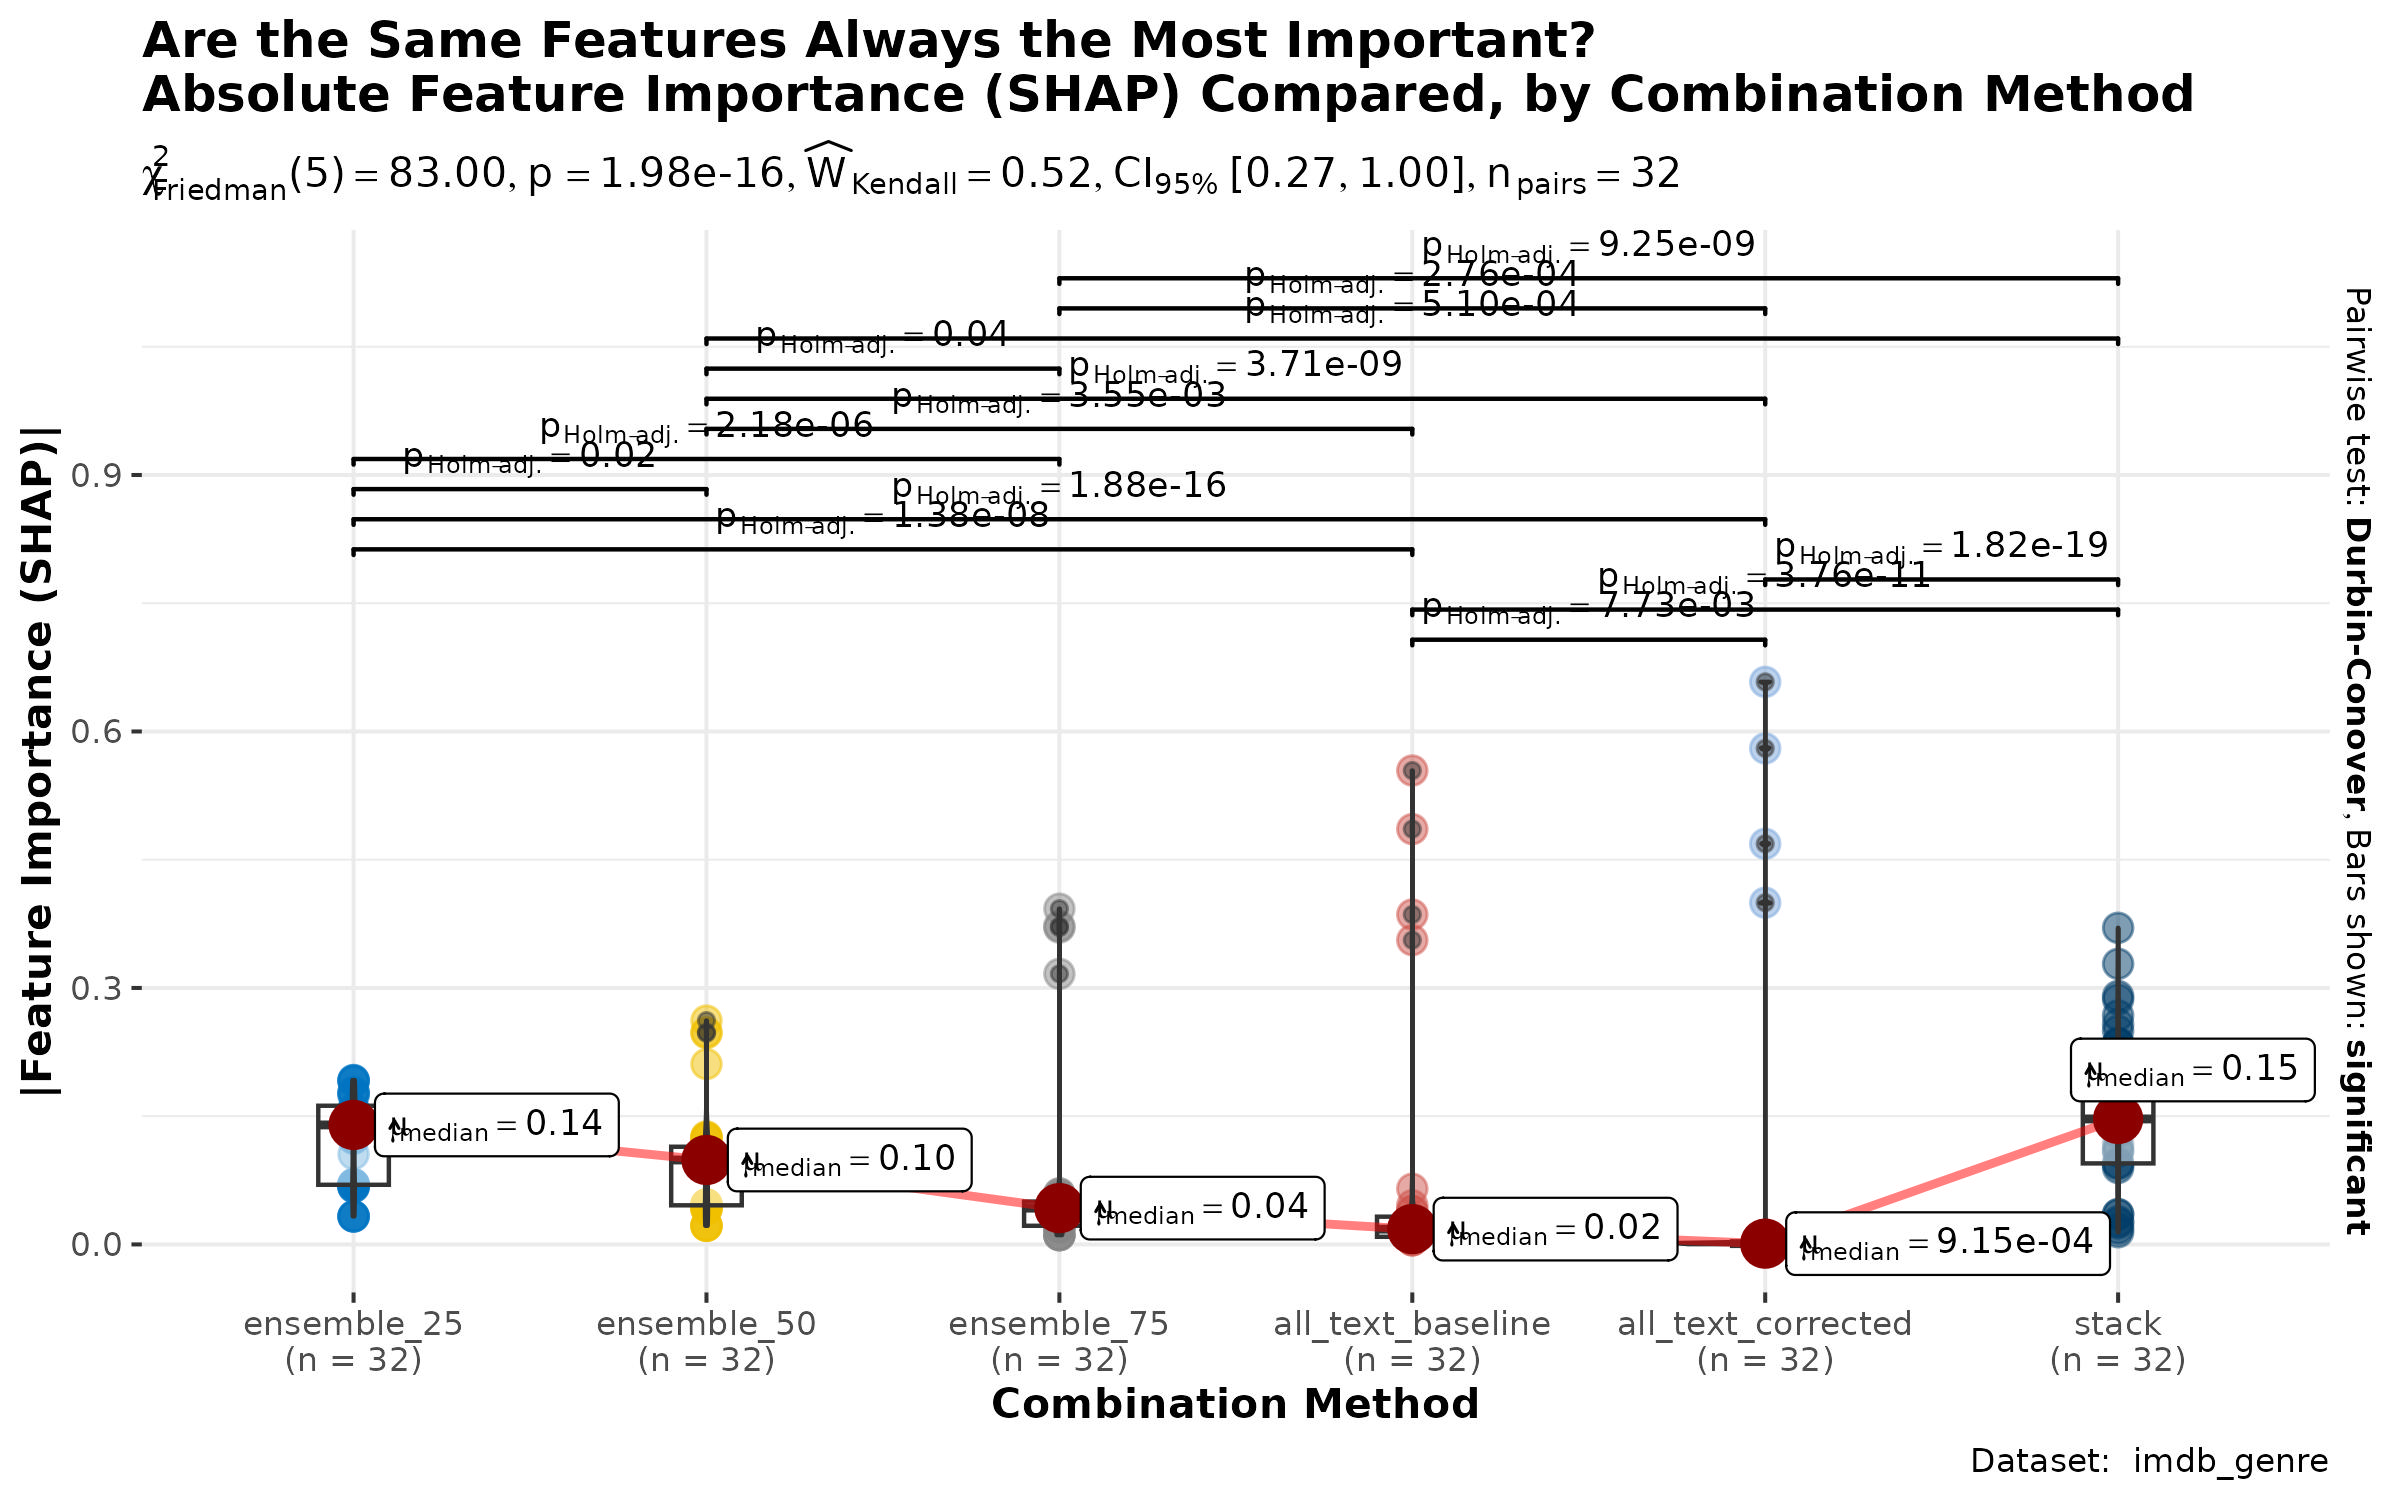 Are the Same Features Always the Most Important?
Absolute Feature Importance (SHAP) Compared, by Combination Method
χ²Friedman(5) = 83.00, p = 1.98e-16, ŴKendall = 0.52, CI95% [0.27, 1.00], npairs = 32
pHolm-adj. = 9.25e-09
pHolm-adj. = 2.76e-04
pHolm-adj. = 5.10e-04
pHolm-adj. = 0.04
pHolm-adj. = 3.71e-09
pHolm-adj. = 3.55e-03
pHolm-adj. = 2.18e-06
pHolm-adj. = 0.02
pHolm-adj. = 1.88e-16
pHolm-adj. = 1.38e-08
pHolm-adj. = 1.82e-19
pHolm-adj. = 3.76e-11
pHolm-adj. = 7.73e-03
|Feature Importance (SHAP)|
0.9
0.6
0.3
0.0
μ̂median = 0.14
μ̂median = 0.10
μ̂median = 0.04
μ̂median = 0.02
μ̂median = 9.15e-04
μ̂median = 0.15
Pairwise test: Durbin-Conover, Bars shown: significant
ensemble_25
(n = 32)
ensemble_50
(n = 32)
ensemble_75
(n = 32)
all_text_baseline
(n = 32)
all_text_corrected
(n = 32)
stack
(n = 32)
Combination Method
Dataset: imdb_genre